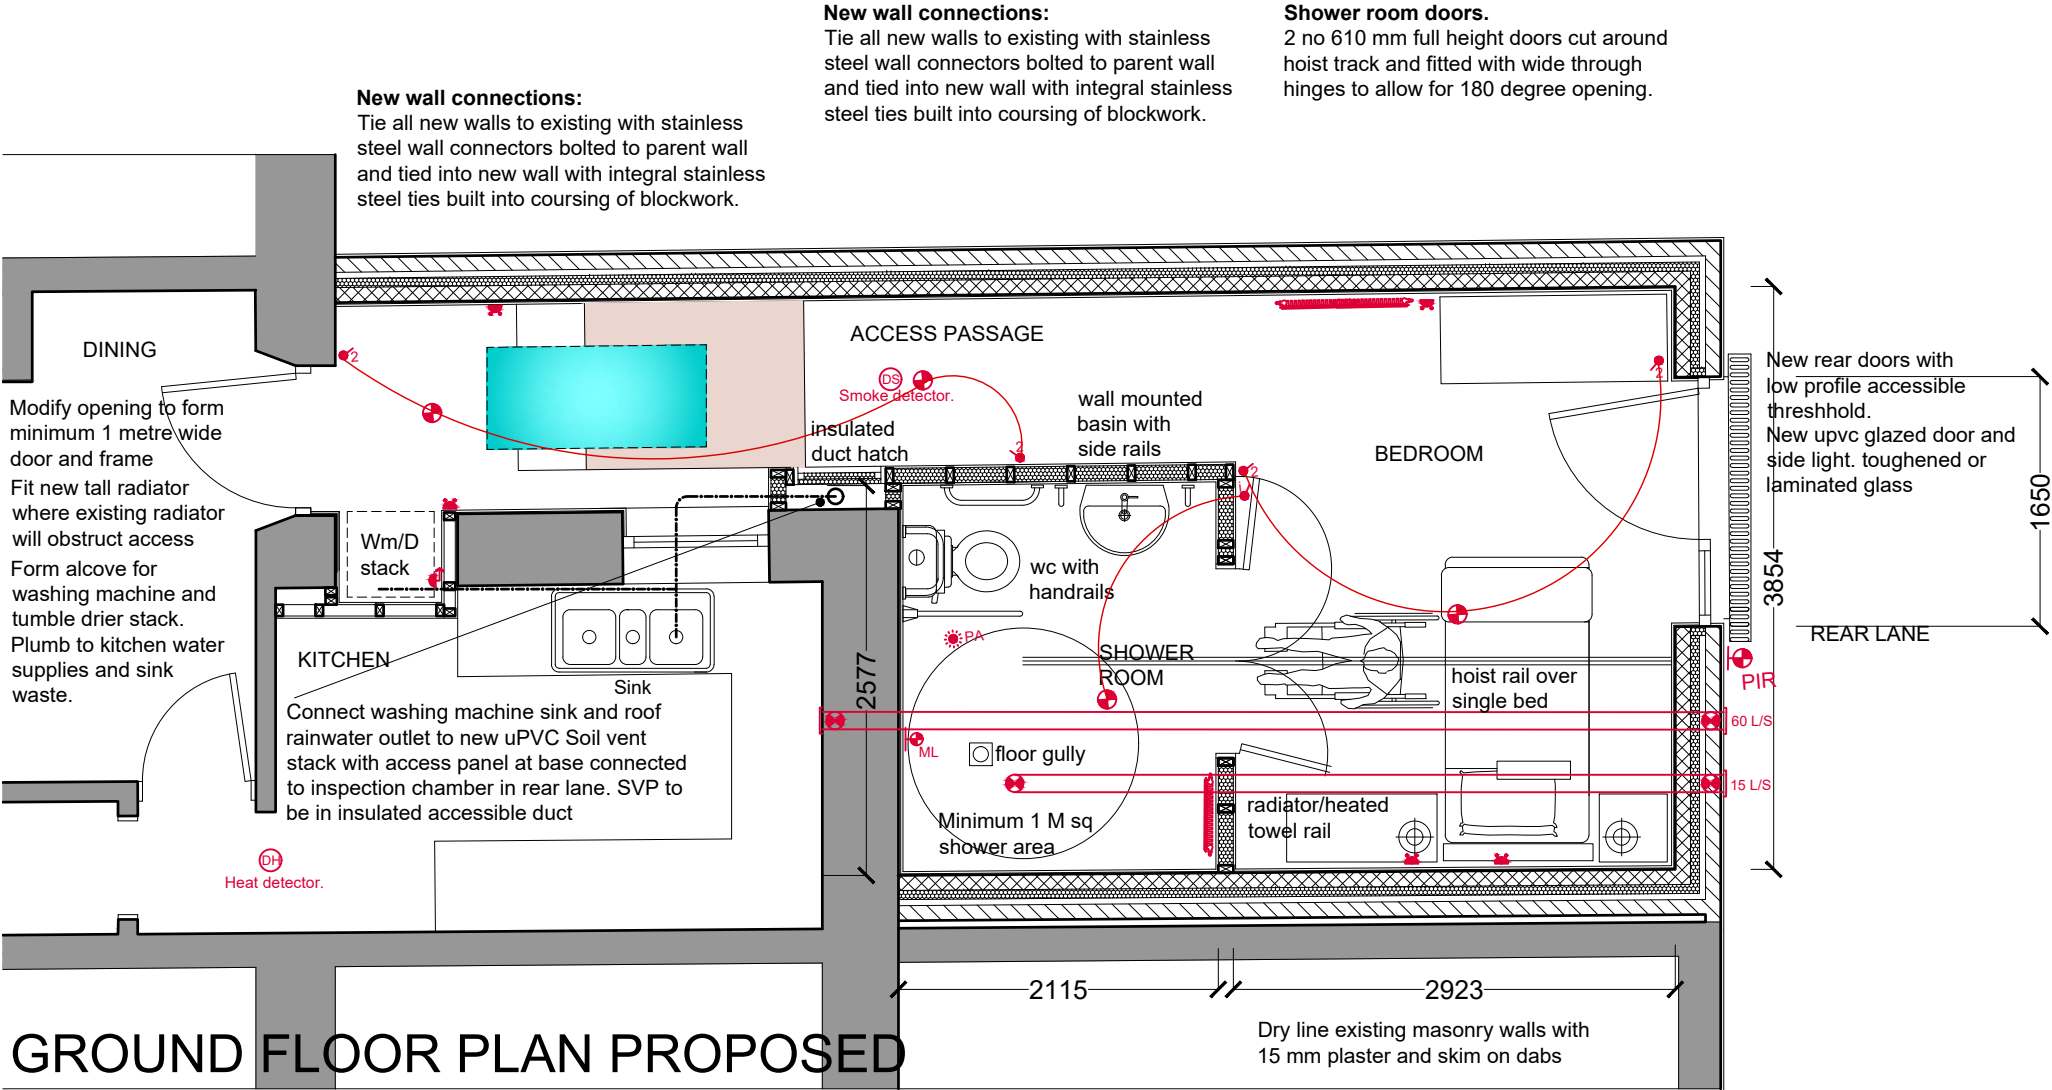 New wall connections:
Tie all new walls to existing with stainless
steel wall connectors bolted to parent wall
and tied into new wall with integral stainless
steel ties built into coursing of blockwork.
Shower room doors.
2 no 610 mm full height doors cut around
hoist track and fitted with wide through
hinges to allow for 180 degree opening.
New wall connections:
Tie all new walls to existing with stainless
steel wall connectors bolted to parent wall
and tied into new wall with integral stainless
steel ties built into coursing of blockwork.
DINING
Modify opening to form
minimum 1 metre wide
door and frame
Fit new tall radiator
where existing radiator
will obstruct access
Form alcove for
washing machine and
tumble drier stack.
Plumb to kitchen water
supplies and sink
waste.
2
ACCESS PASSAGE
DS
Smoke detector.
insulated
duct hatch
2
wall mounted
basin with
side rails
BEDROOM
2
2
New rear doors with
low profile accessible
threshhold.
New upvc glazed door and
side light. toughened or
laminated glass
1650
3854
REAR LANE
Wm/D
stack
wc with
handrails
PA
SHOWER
ROOM
hoist rail over
single bed
PIR
60 L/S
15 L/S
KITCHEN
Sink
2577
Connect washing machine sink and roof
rainwater outlet to new uPVC Soil vent
stack with access panel at base connected
to inspection chamber in rear lane. SVP to
be in insulated accessible duct
ML
floor gully
Minimum 1 M sq
shower area
radiator/heated
towel rail
DH
Heat detector.
2115
2923
GROUND FLOOR PLAN PROPOSED
Dry line existing masonry walls with
15 mm plaster and skim on dabs